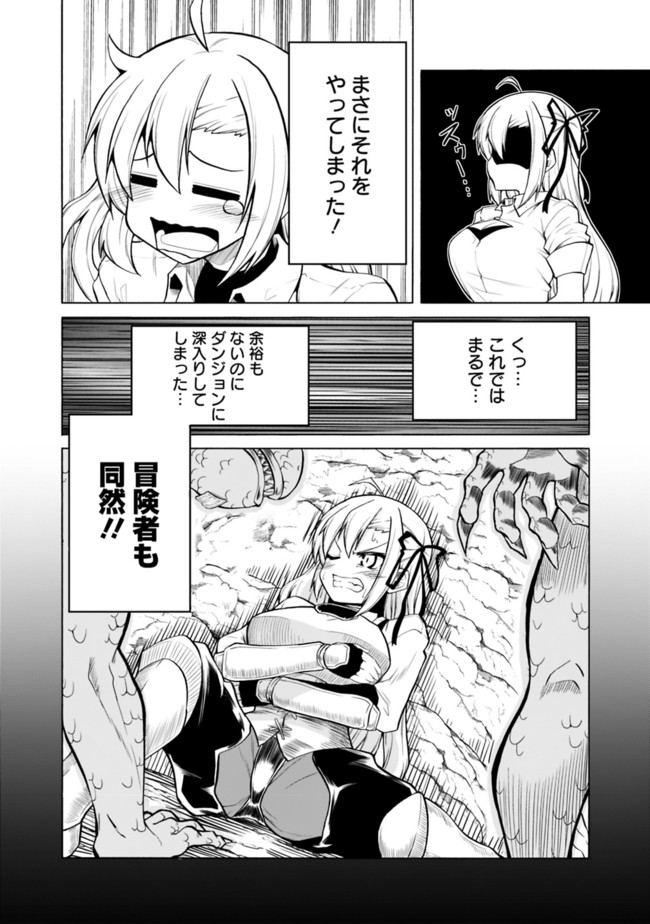 ツスゥー…
まさにそれを
やってしまった!
くっ…
これでは
まるで…
余裕も
ないのに
ダンジョンに
深入りして
しまった…
冒険者も
同然!!